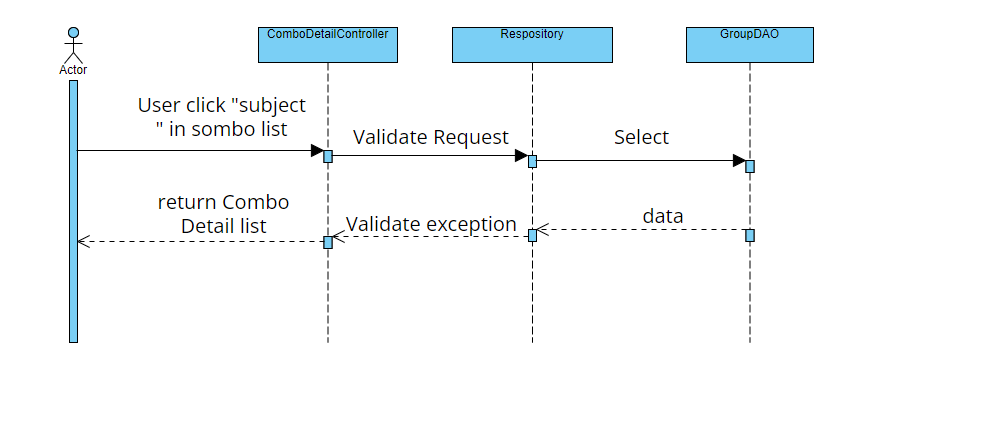 ComboDetailController
Respository
GroupDAO
Actor
User click "subject
" in sombo list
Validate Request
Select
return Combo
Detail list
Validate exception
data